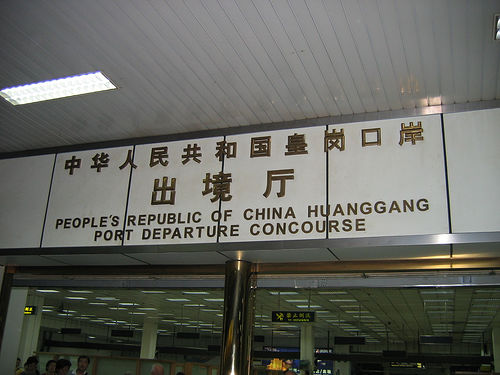 中华人民共和国皇岗口岸
出境厅
PEOPLE'S REPUBLIC OF CHINA HUANGGANG
PORT DEPARTURE CONCOURSE